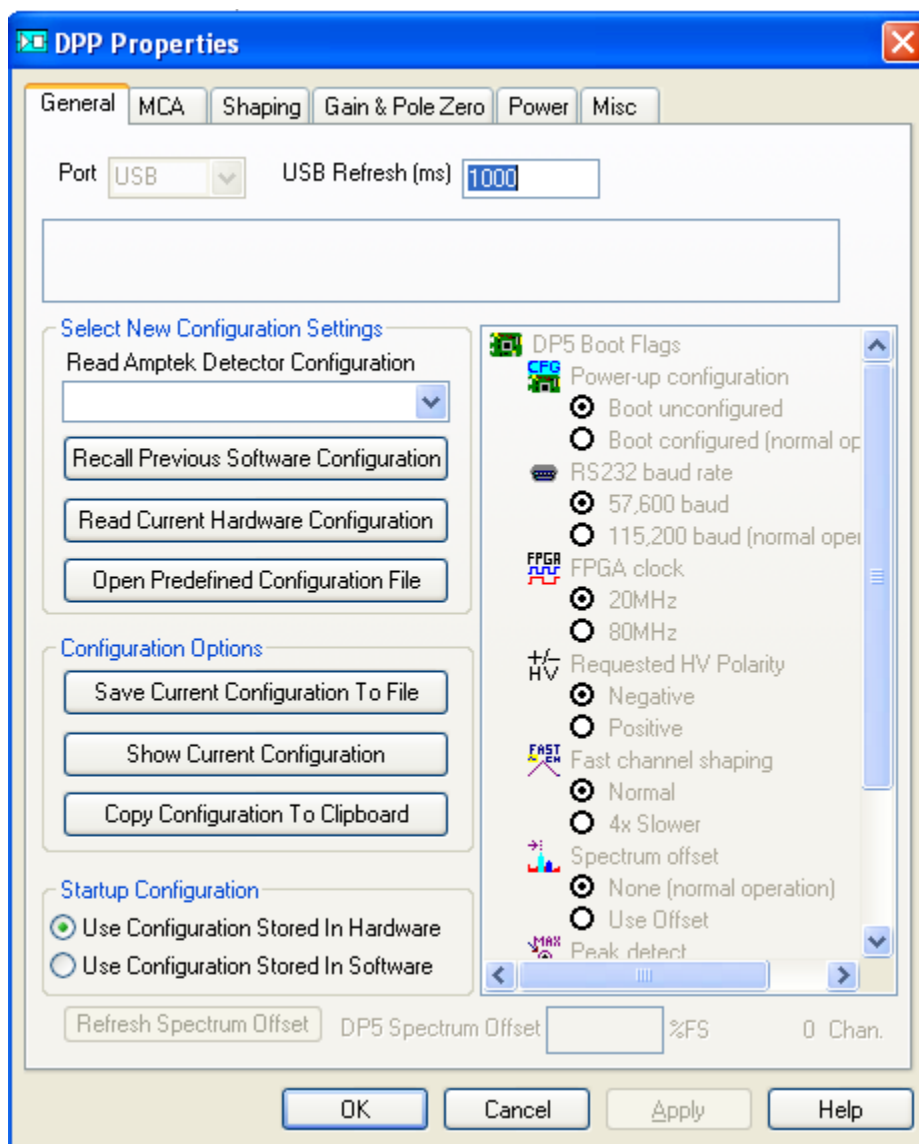 DPP Properties
General MCA Shaping Gain & Pole Zero Power Misc
Port USB USB Refresh (ms) 1000
Select New Configuration Settings
Read Amptek Detector Configuration
Recall Previous Software Configuration
Read Current Hardware Configuration
Open Predefined Configuration File
Configuration Options
Save Current Configuration To File
Show Current Configuration
Copy Configuration To Clipboard
Startup Configuration
Use Configuration Stored In Hardware
Use Configuration Stored In Software
DP5 Boot Flags
CFG Power-up configuration
Boot unconfigured
Boot configured (normal op
RS232 baud rate
57,600 baud
115,200 baud (normal oper
FPGA FPGA clock
20MHz
80MHz
+/- HV Requested HV Polarity
Negative
Positive
FAST CH Fast channel shaping
Normal
4x Slower
Spectrum offset
None (normal operation)
Use Offset
MAX Peak detect
Refresh Spectrum Offset DP5 Spectrum Offset %FS 0 Chan.
OK Cancel Apply Help